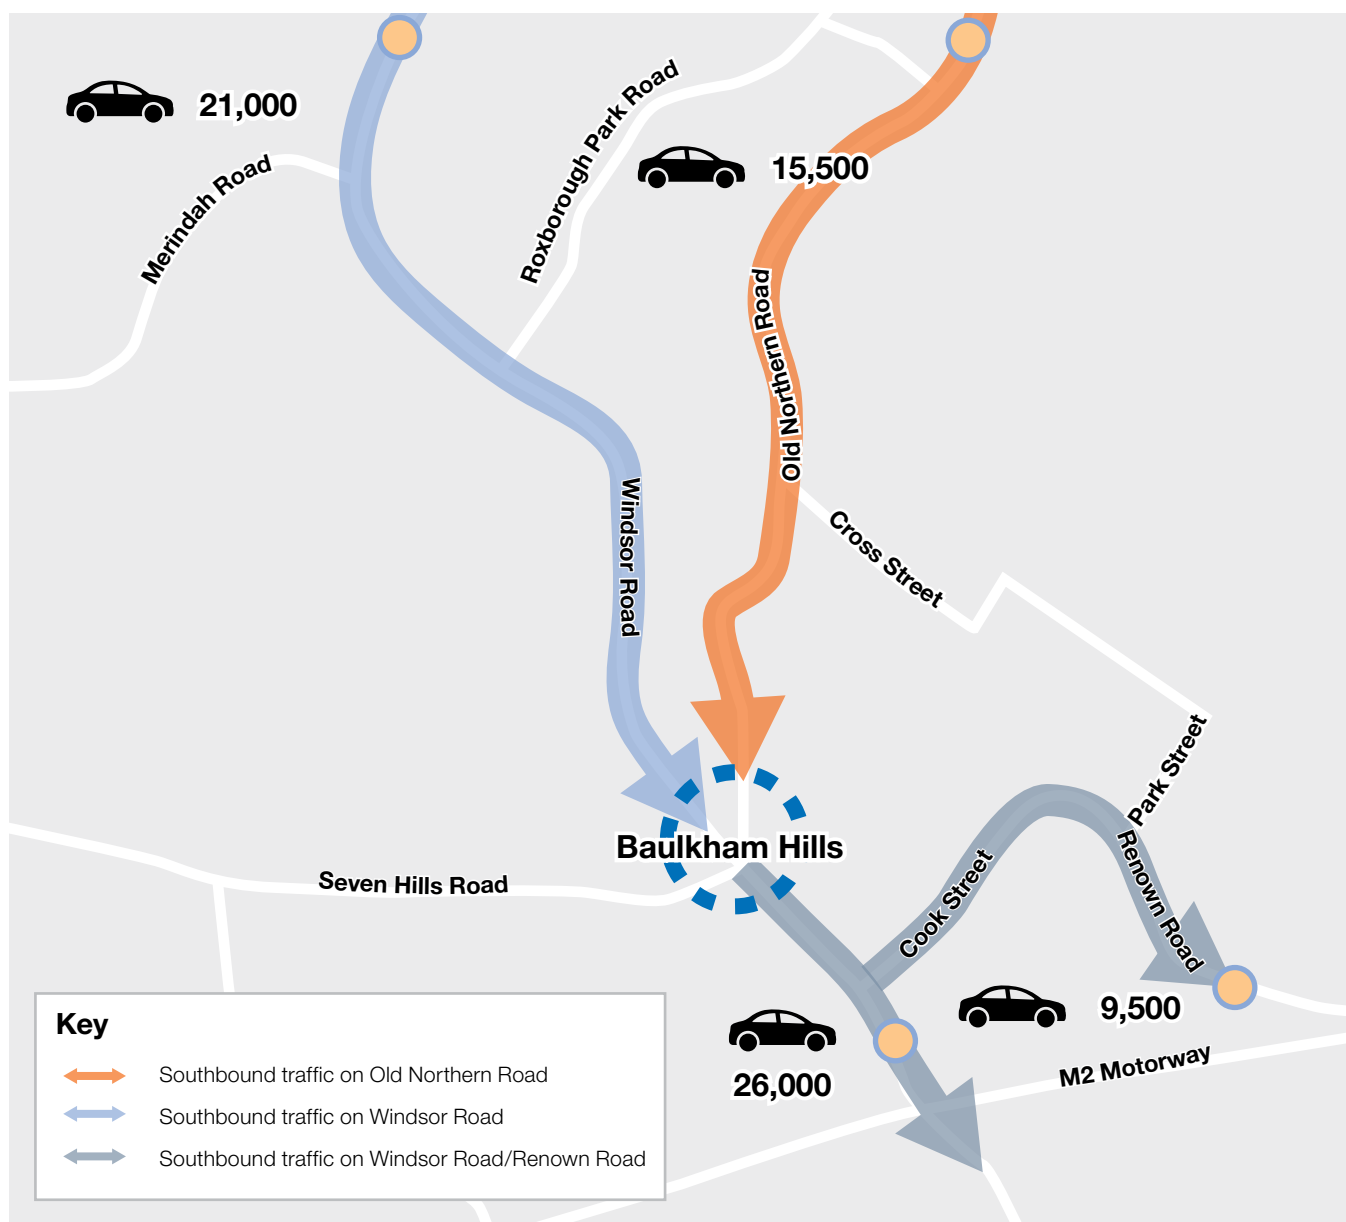 21,000
Merindah Road
Roxborough Park Road
15,500
Old Northern Road
Windsor Road
Cross Street
Park Street
Baulkham Hills
Seven Hills Road
Cook Street
Renown Road
9,500
26,000
M2 Motorway
Key
Southbound traffic on Old Northern Road
Southbound traffic on Windsor Road
Southbound traffic on Windsor Road/Renown Road